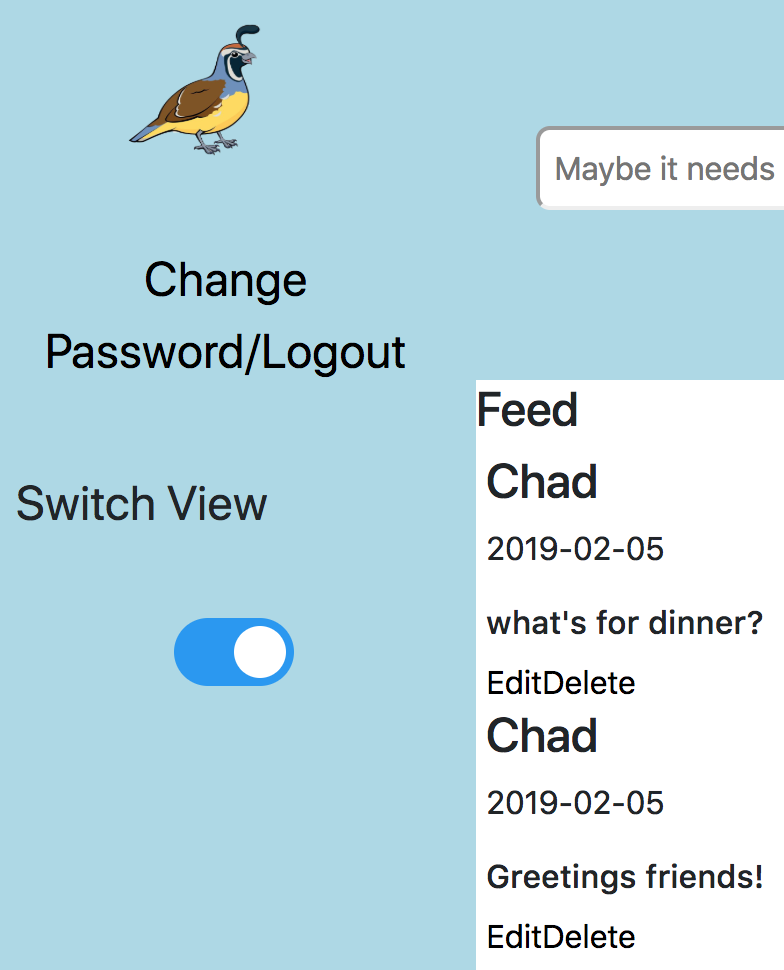 Maybe it needs
Change
Password/Logout
Switch View
Feed
Chad
2019-02-05
what's for dinner?
EditDelete
Chad
2019-02-05
Greetings friends!
EditDelete